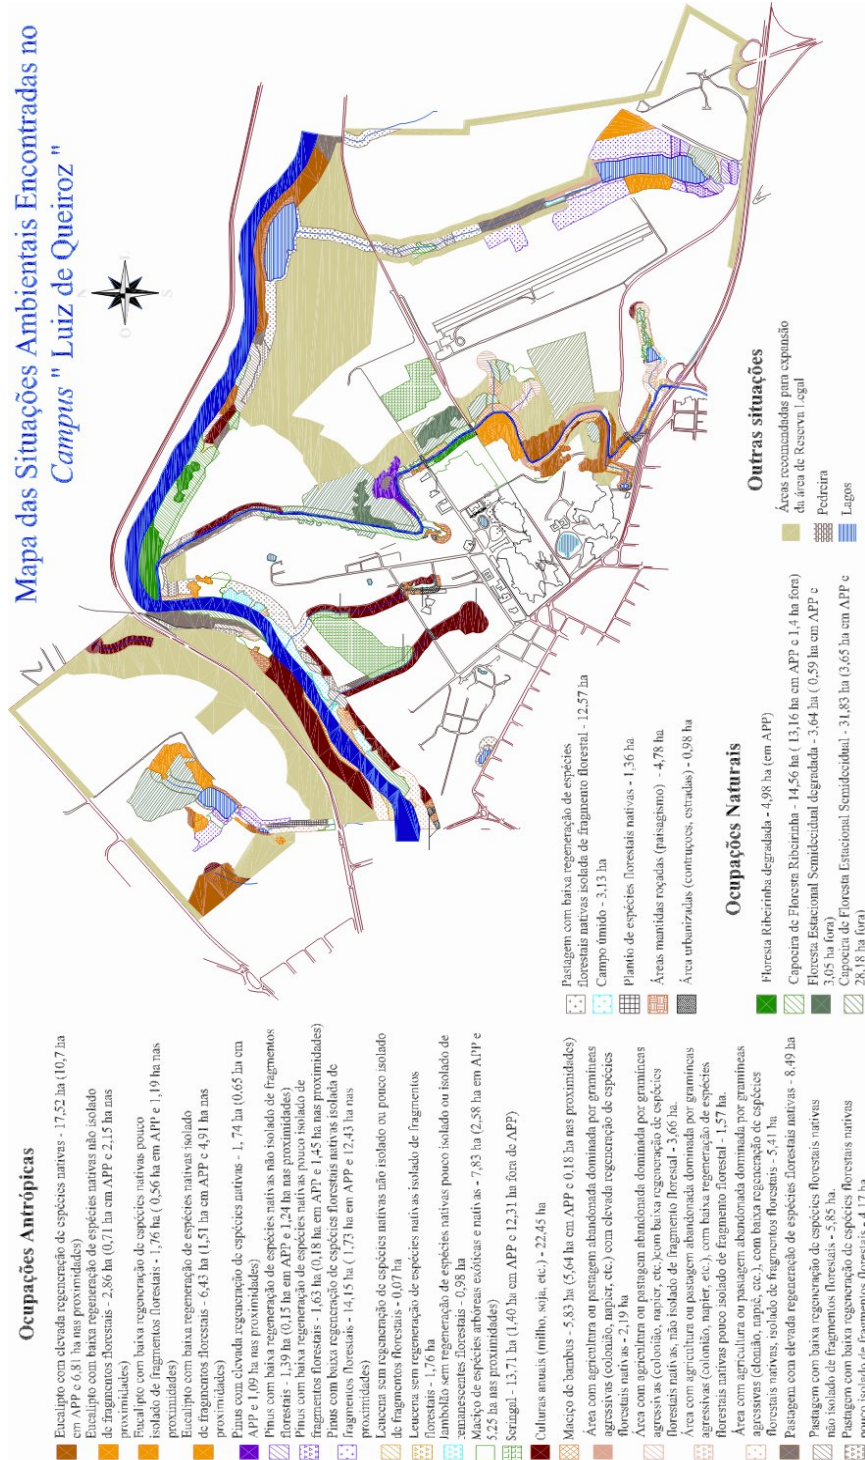 Mapa das Situações Ambientais Encontradas no
Campus " Luiz de Queiroz "
Ocupações Antrópicas
Eucalipto com elevada regeneração de espécies nativas - 17,52 ha (10,7 ha
em APP e 6,81 ha nas proximidades)
Eucalipto com baixa regeneração de espécies nativas não isolado
de fragmentos florestais - 2,86 ha (0,71 ha em APP e 2,15 ha nas
proximidades)
Eucalipto com baixa regeneração de espécies nativas pouco
isolado de fragmentos florestais - 1,76 ha ( 0,56 ha em APP e 1,19 ha nas
proximidades)
Eucalipto com baixa regeneração de espécies nativas isolado
de fragmentos florestais - 6,43 ha (1,51 ha em APP e 4,91 ha nas
proximidades)
Pinus com elevada regeneração de espécies nativas - 1, 74 ha (0,65 ha em
APP e 1,09 ha nas proximidades)
Pinus com baixa regeneração de espécies nativas não isolado de fragmentos
florestais - 1,39 ha (0,15 ha em APP e 1,24 ha nas proximidades)
Pinus com baixa regeneração de espécies nativas pouco isolado de
fragmentos florestais - 1,63 ha (0,18 ha em APP e 1,45 ha nas proximidades)
Pinus com baixa regeneração de espécies florestais nativas isolada de
fragmentos florestais - 14,15 ha ( 1,73 ha em APP e 12,43 ha nas
proximidades)
Leucena sem regeneração de espécies nativas não isolado ou pouco isolado
de fragmentos florestais - 0,07 ha
Leucena sem regeneração de espécies nativas isolado de fragmentos
florestais - 1,76 ha
Jambolão sem regeneração de espécies nativas pouco isolado ou isolado de
remanescentes florestais - 0,98 ha
Maciço de espécies arbóreas exóticas e nativas - 7,83 ha (2,58 ha em APP e
5,25 ha nas proximidades)
Seringal - 13,71 ha (1,40 ha em APP e 12,31 ha fora de APP)
Culturas anuais (milho, soja, etc.) - 22,45 ha
Maciço de bambus - 5,83 ha (5,64 ha em APP e 0,18 ha nas proximidades)
Área com agricultura ou pastagem abandonada dominada por gramíneas
agressivas (colonião, napier, etc.) com elevada regeneração de espécies
florestais nativas - 2,19 ha
Área com agricultura ou pastagem abandonada dominada por gramíneas
agressivas (colonião, napier, etc.)com baixa regeneração de espécies
florestais nativas, não isolado de fragmento florestal - 3,66 ha.
Área com agricultura ou pastagem abandonada dominada por gramíneas
agressivas (colonião, napier, etc.), com baixa regeneração de espécies
florestais nativas pouco isolado de fragmento florestal - 1,57 ha.
Área com agricultura ou pastagem abandonada dominada por gramíneas
agressivas (clonião, napiê, etc.), com baixa regeneração de espécies
florestais nativas, isolado de fragmentos florestais - 5,41 ha
Pastagem com elevada regeneração de espécies florestais nativas - 8,49 ha
Pastagem com baixa regeneração de espécies florestais nativas
não isolado de fragmentos florestais - 5,85 ha.
Pastagem com baixa regeneração de espécies florestais nativas
pouco isolado de fragmentos florestais - 4,17 ha
Pastagem com baixa regeneração de espécies
florestais nativas isolada de fragmento florestal - 12,57 ha
Campo úmido - 3,13 ha
Plantio de espécies florestais nativas - 1,36 ha
Áreas mantidas roçadas (paisagismo) - 4,78 ha
Área urbanizadas (contruções, estradas) - 0,98 ha
Ocupações Naturais
Floresta Ribeirinha degradada - 4,98 ha (em APP)
Capoeira de Floresta Ribeirinha - 14,56 ha ( 13,16 ha em APP e 1,4 ha fora)
Floresta Estacional Semidecidual degradada - 3,64 ha ( 0,59 ha em APP e
3,05 ha fora)
Capoeira de Floresta Estacional Semidecidual - 31,83 ha (3,65 ha em APP e
28,18 ha fora)
Outras situações
Áreas recomendadas para expansão
da área de Reserva Legal
Pedreira
Lagos